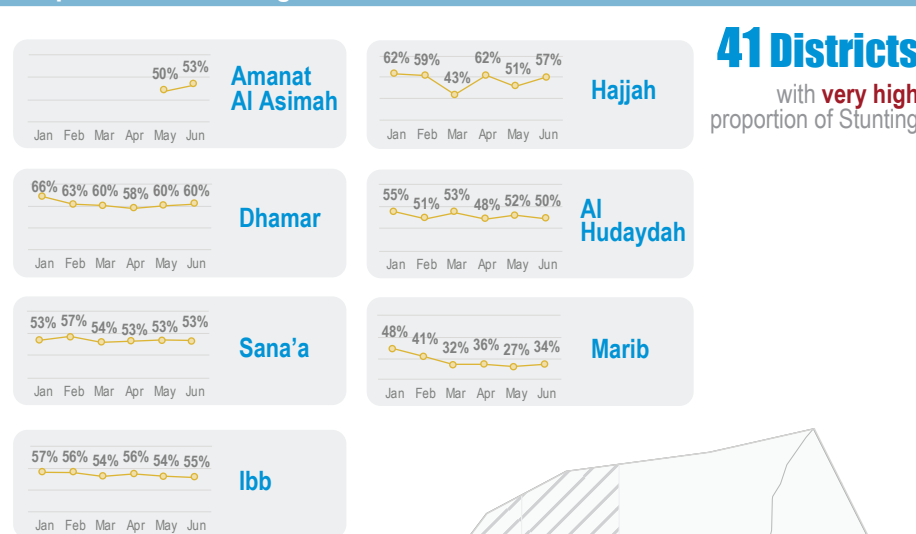 50% 53%
Amanat
Al Asimah
Jan Feb Mar Apr May Jun
62% 59% 43% 62% 51% 57%
Hajjah
Jan Feb Mar Apr May Jun
41 Districts
with very high
proportion of Stunting
66% 63% 60% 58% 60% 60%
Dhamar
Jan Feb Mar Apr May Jun
55% 51% 53% 48% 52% 50%
Al
Hudaydah
Jan Feb Mar Apr May Jun
53% 57% 54% 53% 53% 53%
Sana’a
Jan Feb Mar Apr May Jun
48% 41% 32% 36% 27% 34%
Marib
Jan Feb Mar Apr May Jun
57% 56% 54% 56% 54% 55%
Ibb
Jan Feb Mar Apr May Jun